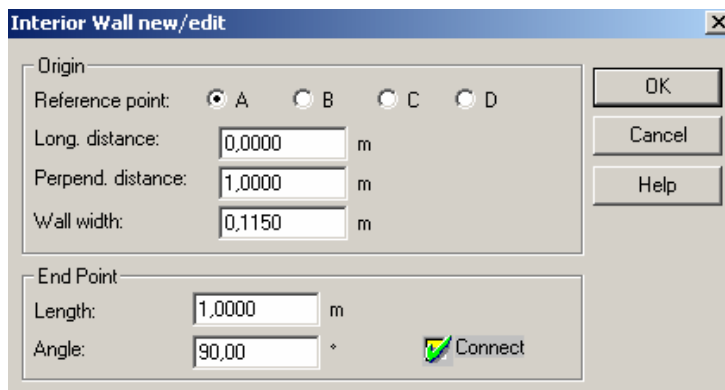 Interior Wall new/edit
Origin
Reference point: A B C D
Long. distance: 0,0000 m
Perpend. distance: 1,0000 m
Wall width: 0,1150 m
End Point
Length: 1,0000 m
Angle: 90,00 ° Connect
OK
Cancel
Help